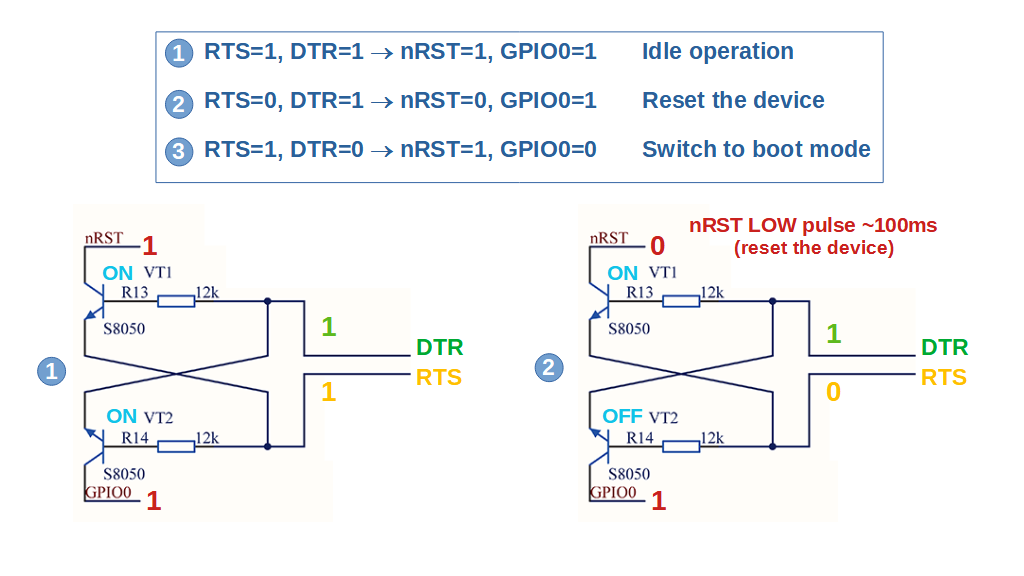 1 RTS=1, DTR=1 → nRST=1, GPIO0=1 Idle operation
2 RTS=0, DTR=1 → nRST=0, GPIO0=1 Reset the device
3 RTS=1, DTR=0 → nRST=1, GPIO0=0 Switch to boot mode
nRST 1
ON VT1
R13 12k
S8050
1
DTR
1 RTS
1
ON VT2
R14 12k
S8050
GPIO0 1
nRST LOW pulse ~100ms
(reset the device)
nRST 0
ON VT1
R13 12k
S8050
1
DTR
2 RTS
0
OFF VT2
R14 12k
S8050
GPIO0 1